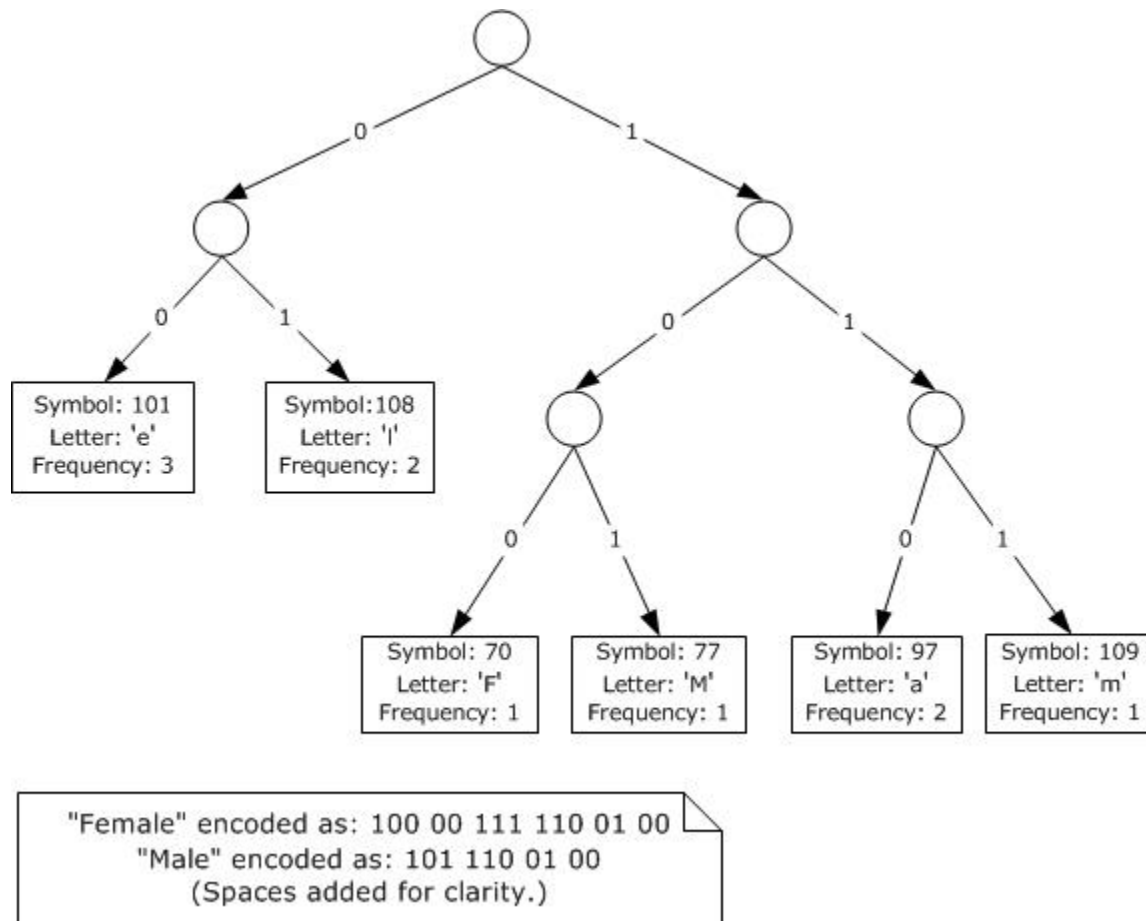 0
1
0
1
0
1
Symbol: 101
Letter: 'e'
Frequency: 3
Symbol:108
Letter: 'l'
Frequency: 2
0
1
0
1
Symbol: 70
Letter: 'F'
Frequency: 1
Symbol: 77
Letter: 'M'
Frequency: 1
Symbol: 97
Letter: 'a'
Frequency: 2
Symbol: 109
Letter: 'm'
Frequency: 1
"Female" encoded as: 100 00 111 110 01 00
"Male" encoded as: 101 110 01 00
(Spaces added for clarity.)